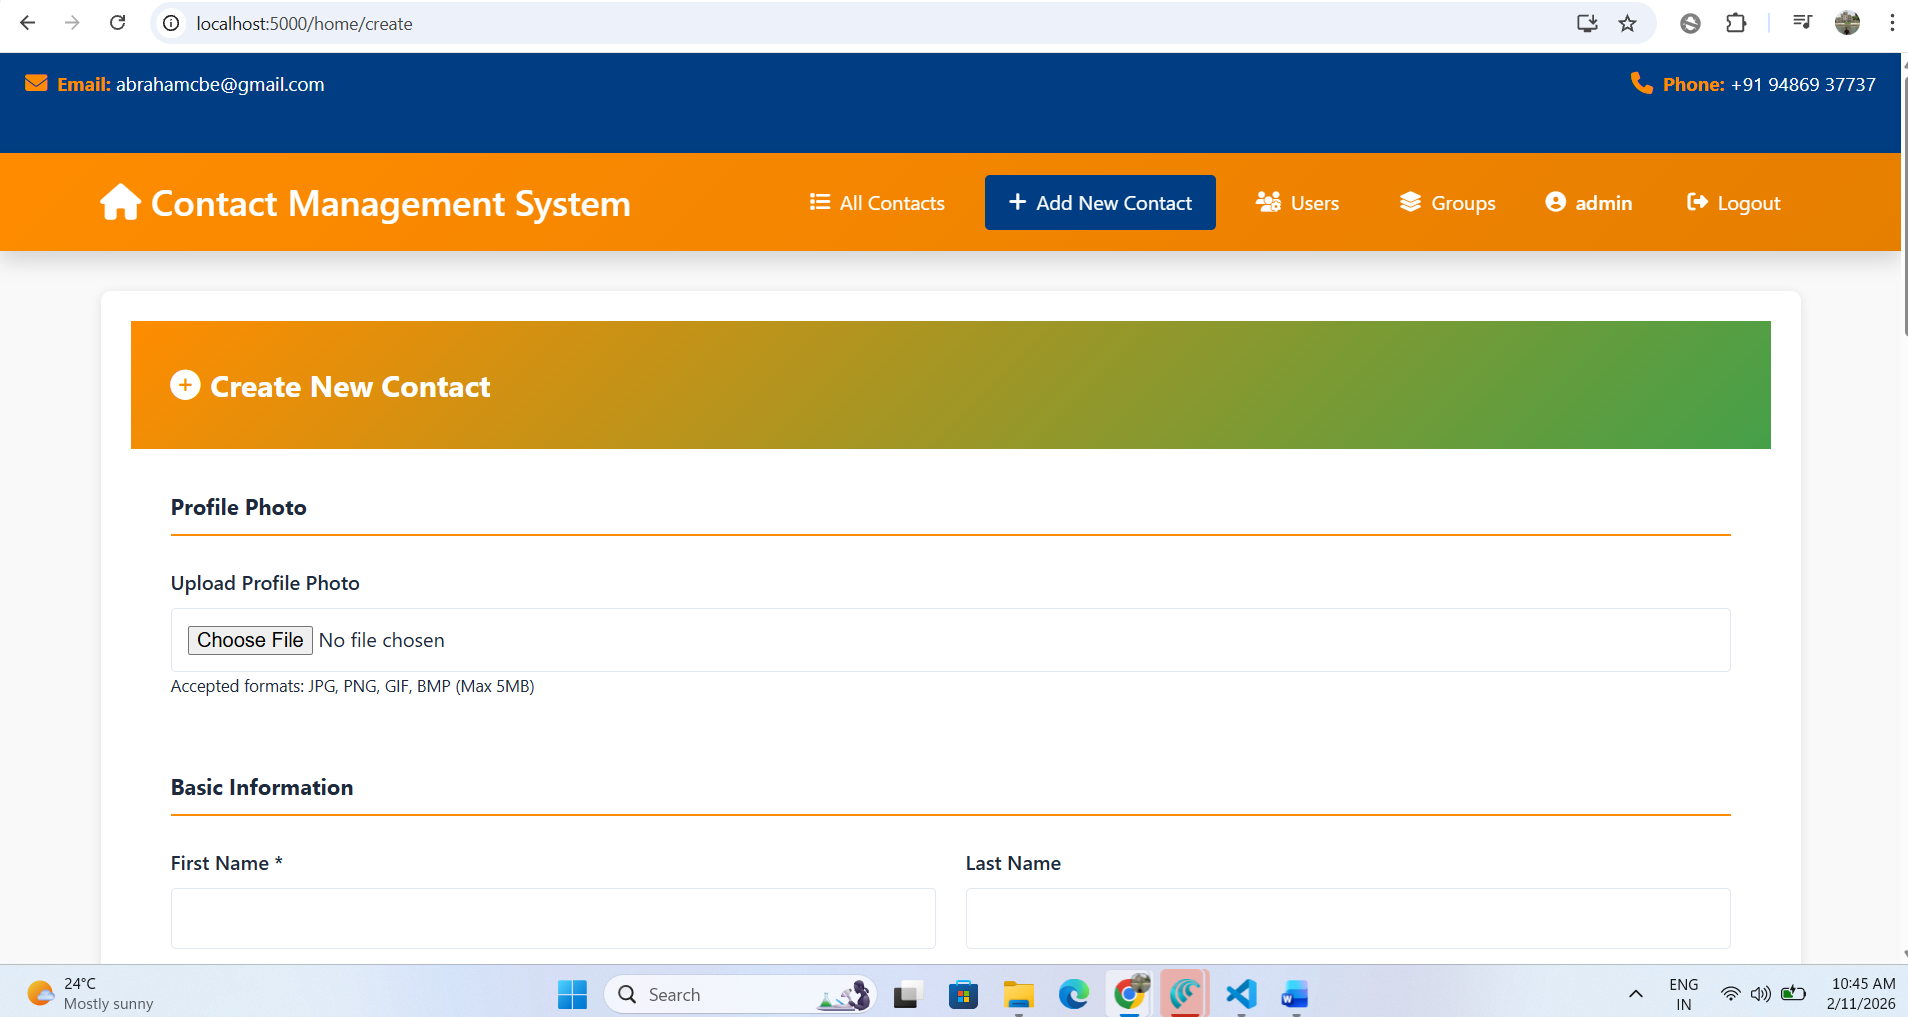 localhost:5000/home/create
Email: abrahamcbe@gmail.com
Phone: +91 94869 37737
Contact Management System
All Contacts
Add New Contact
Users
Groups
admin
Logout
Create New Contact
Profile Photo
Upload Profile Photo
Choose File No file chosen
Accepted formats: JPG, PNG, GIF, BMP (Max 5MB)
Basic Information
First Name *
Last Name
24°C
Mostly sunny
Search
W
ENG
IN
10:45 AM
2/11/2026